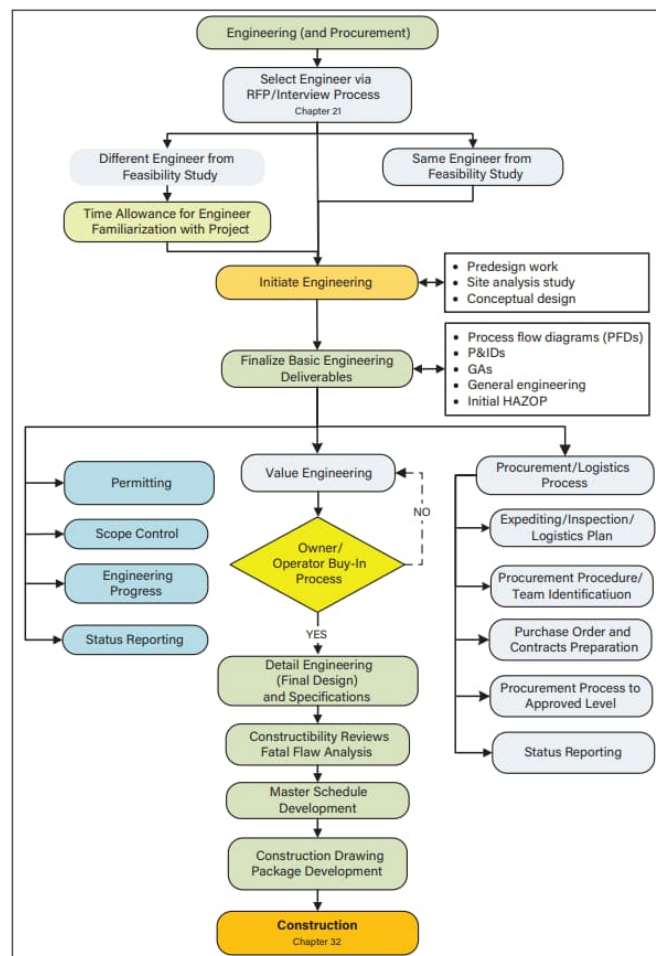 Engineering (and Procurement)
Select Engineer via
RFP/Interview Process
Chapter 21
Different Engineer from
Feasibility Study
Same Engineer from
Feasibility Study
Time Allowance for Engineer
Familiarization with Project
Initiate Engineering
• Predesign work
• Site analysis study
• Conceptual design
Finalize Basic Engineering
Deliverables
• Process flow diagrams (PFDs)
• P&IDs
• GAs
• General engineering
• Initial HAZOP
Permitting
Scope Control
Engineering
Progress
Status Reporting
Value Engineering
NO
Owner/
Operator Buy-In
Process
YES
Detail Engineering
(Final Design)
and Specifications
Constructibility Reviews
Fatal Flaw Analysis
Master Schedule
Development
Construction Drawing
Package Development
Construction
Chapter 32
Procurement/Logistics
Process
Expediting/Inspection/
Logistics Plan
Procurement Procedure/
Team Identificatiuon
Purchase Order and
Contracts Preparation
Procurement Process to
Approved Level
Status Reporting